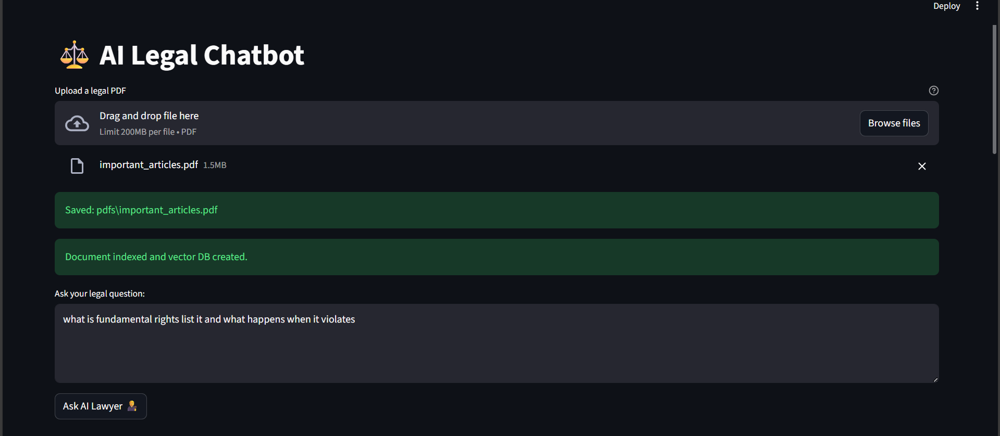 Deploy
AI Legal Chatbot
Upload a legal PDF
Drag and drop file here
Limit 200MB per file • PDF
Browse files
important_articles.pdf 1.5MB
Saved: pdfs\important_articles.pdf
Document indexed and vector DB created.
Ask your legal question:
what is fundamental rights list it and what happens when it violates
Ask AI Lawyer